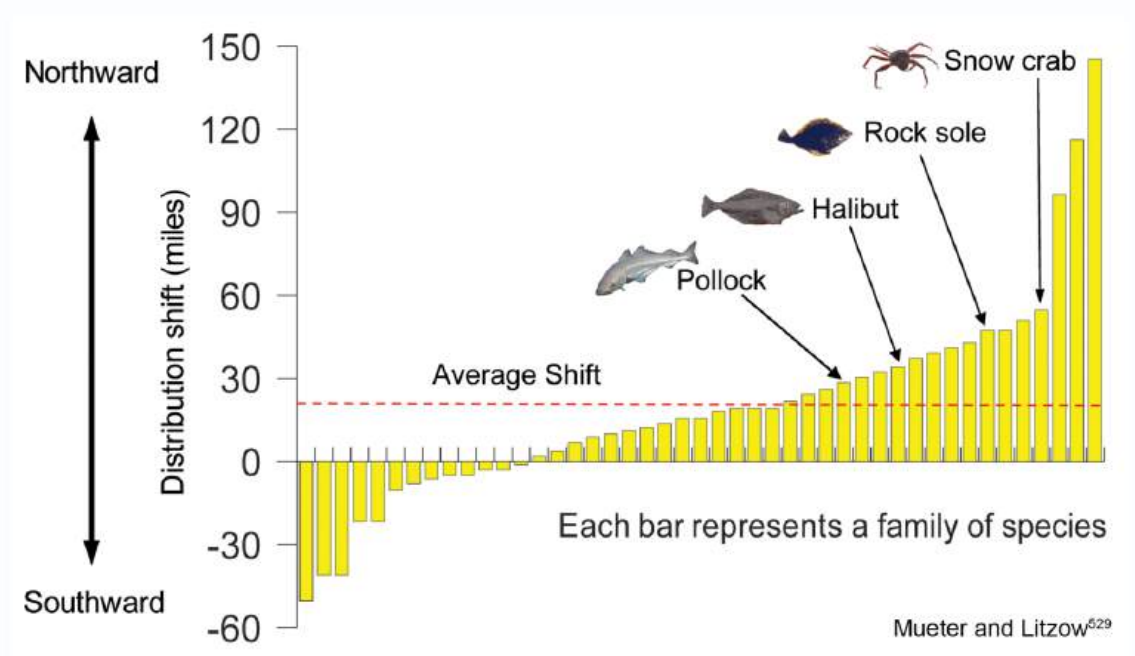 Northward
Southward
Distribution shift (miles)
150
120
90
60
30
0
-30
-60
Snow crab
Rock sole
Halibut
Pollock
Average Shift
Each bar represents a family of species
Mueter and Litzow⁵²⁹